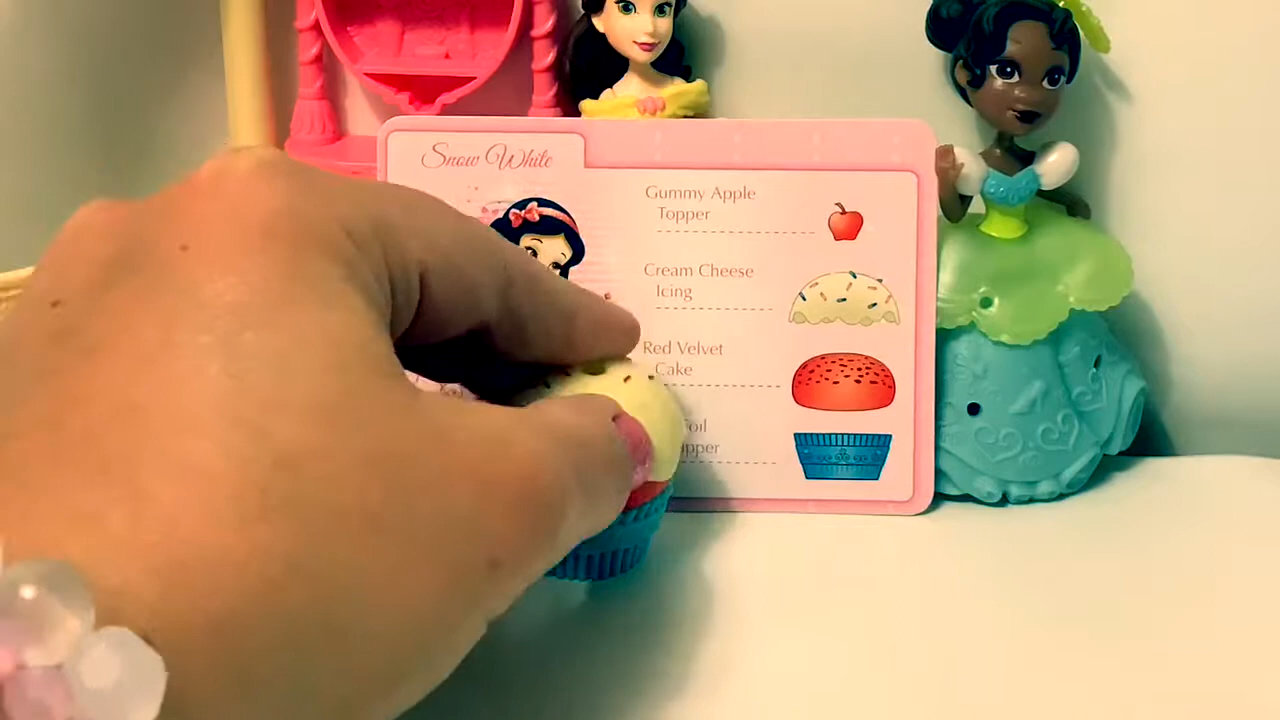 Snow White
Gummy Apple
Topper
Cream Cheese
Icing
Red Velvet
Cake